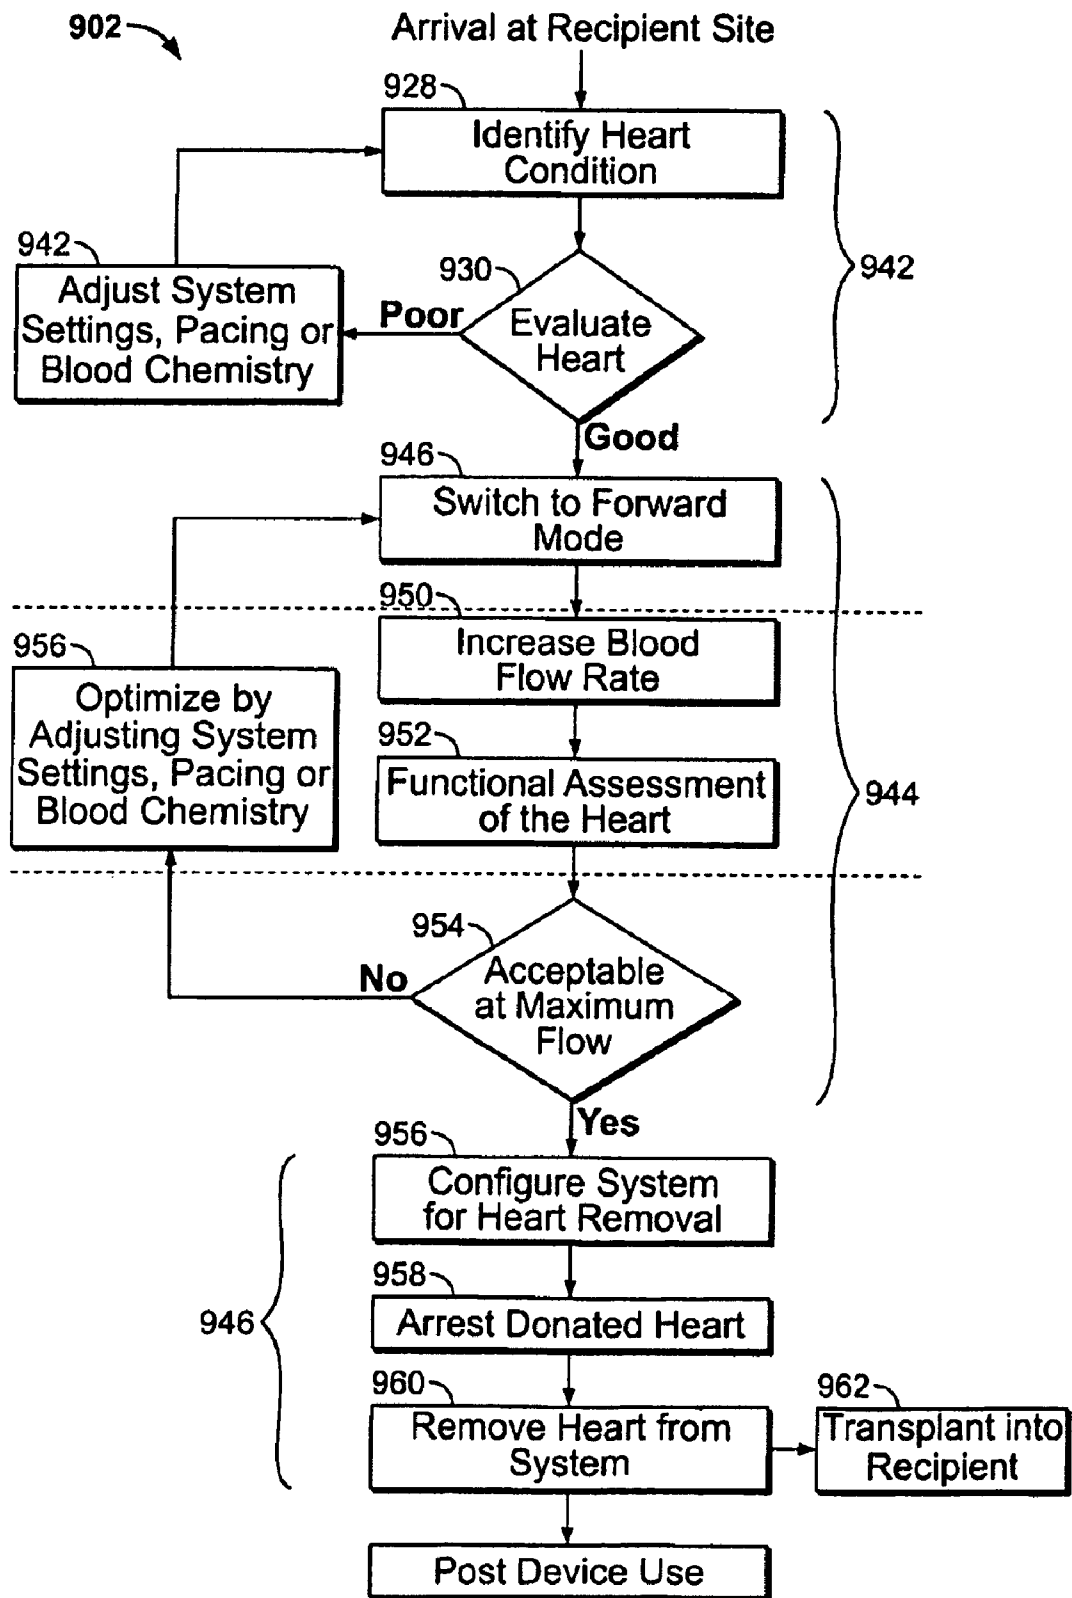 902
Arrival at Recipient Site
928
Identify Heart
Condition
942
Adjust System
Settings, Pacing or
Blood Chemistry
930
Poor
Evaluate
Heart
942
Good
946
Switch to Forward
Mode
950
Increase Blood
Flow Rate
956
Optimize by
Adjusting System
Settings, Pacing or
Blood Chemistry
952
Functional Assessment
of the Heart
944
954
No
Acceptable
at Maximum
Flow
Yes
956
Configure System
for Heart Removal
946
958
Arrest Donated Heart
960
Remove Heart from
System
962
Transplant into
Recipient
Post Device Use